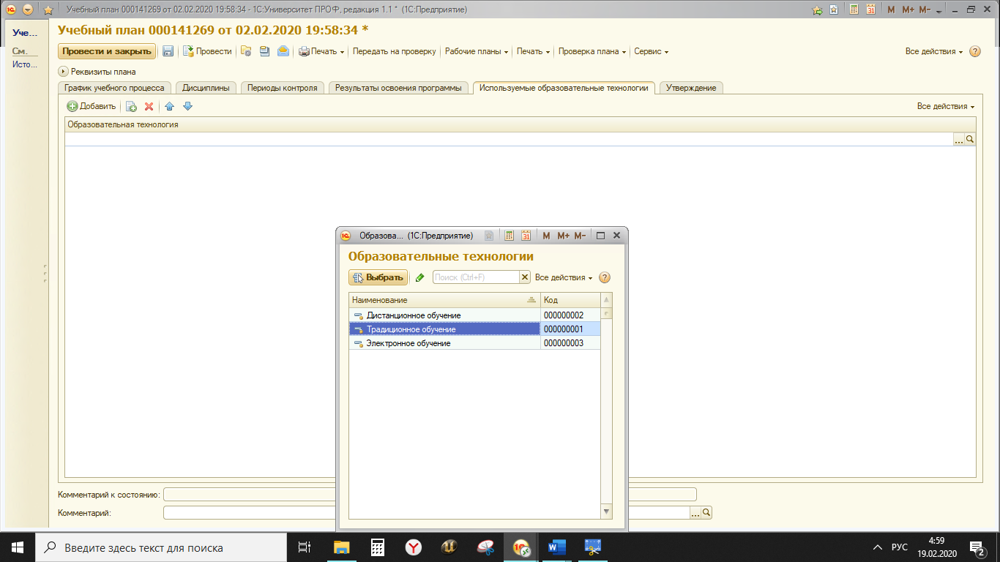 Учебный план 000141269 от 02.02.2020 19:58:34 - 1С:Университет ПРОФ, редакция 1.1 * (1С:Предприятие)
31 M M+ M-
Уче...
См.
Исто...
Учебный план 000141269 от 02.02.2020 19:58:34 *
Провести и закрыть Провести Печать Передать на проверку Рабочие планы Печать Проверка плана Сервис Все действия ?
Реквизиты плана
График учебного процесса Дисциплины Периоды контроля Результаты освоения программы Используемые образовательные технологии Утверждение
Добавить Все действия
Образовательная технология
...
Образова... (1С:Предприятие) 31 M M+ M-
Образовательные технологии
Выбрать Поиск (Ctrl+F) Все действия ?
Наименование Код
Дистанционное обучение 000000002
Традиционное обучение 000000001
Электронное обучение 000000003
Комментарий к состоянию:
Комментарий: ...
Введите здесь текст для поиска
РУС
4:59
19.02.2020
2